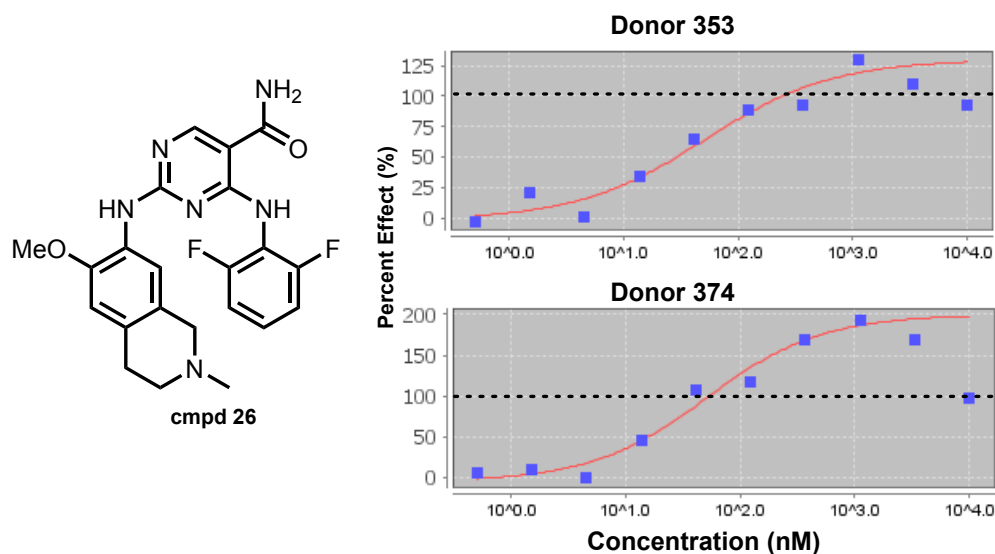 NH₂
N
O
HN
N
NH
MeO
F
F
N
cmpd 26
Donor 353
125
100
75
50
25
0
10^0.0
10^1.0
10^2.0
10^3.0
10^4.0
Percent Effect (%)
Donor 374
200
150
100
50
0
10^0.0
10^1.0
10^2.0
10^3.0
10^4.0
Concentration (nM)